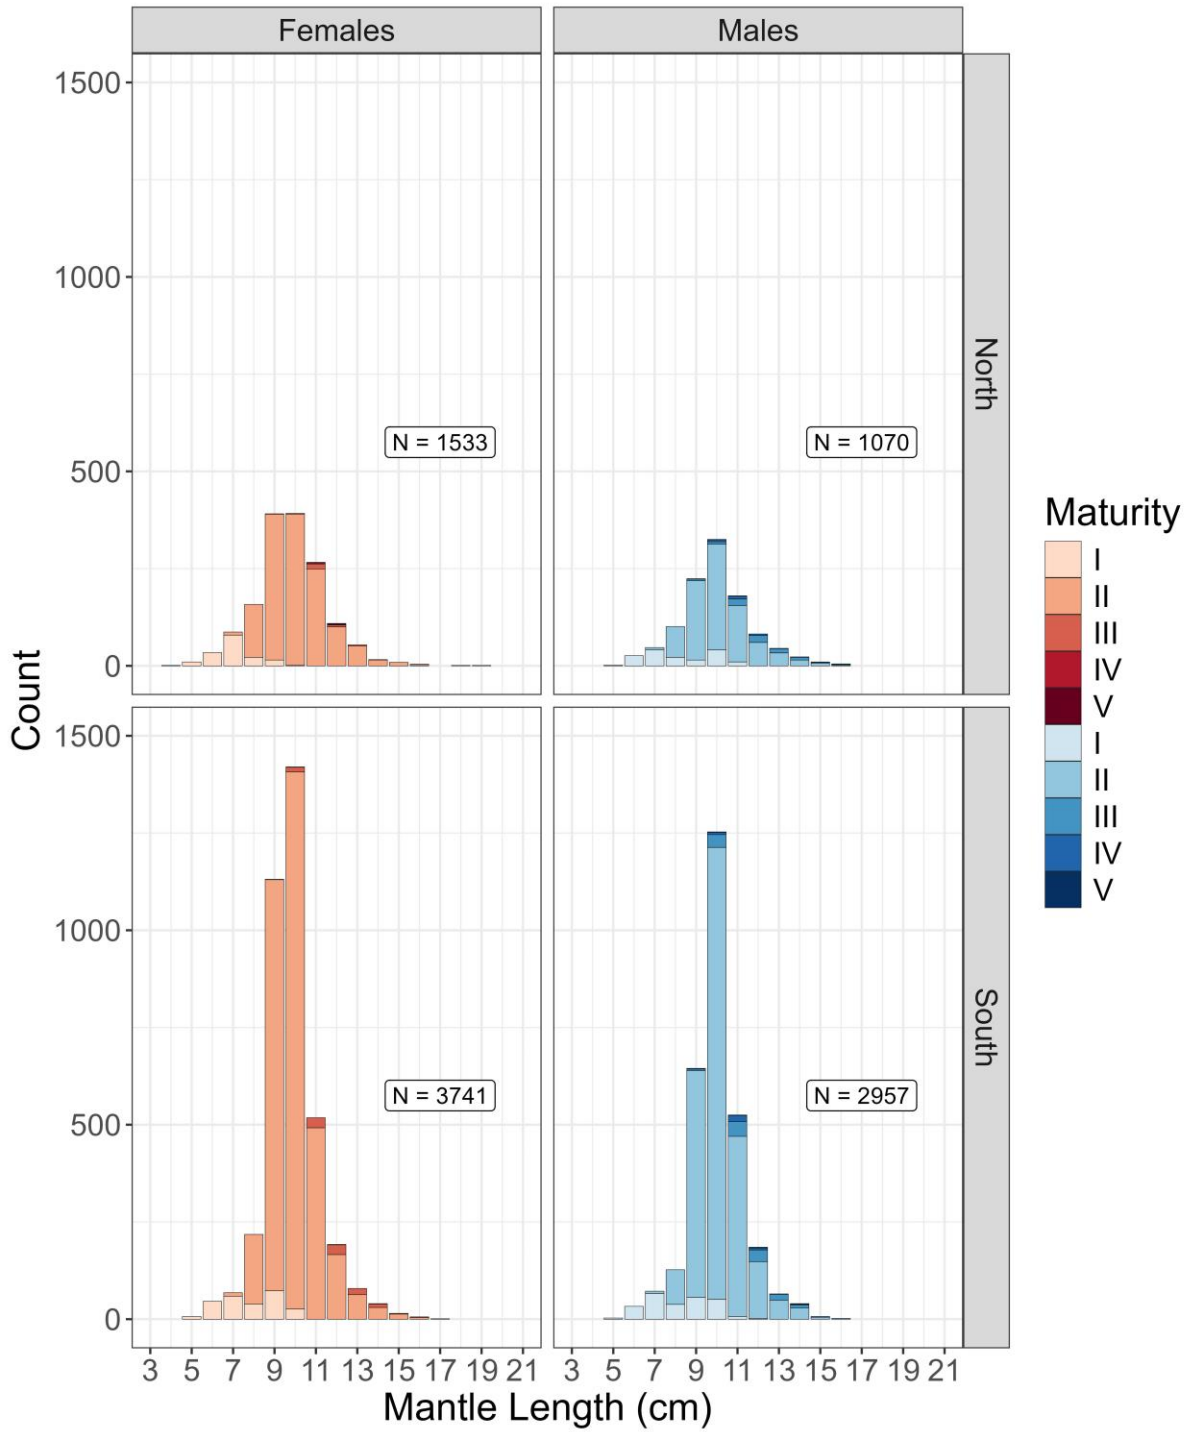 Females
Males
1500
1000
500
0
N = 1533
N = 1070
North
1500
1000
500
0
N = 3741
N = 2957
South
Count
3 5 7 9 11 13 15 17 19 21
3 5 7 9 11 13 15 17 19 21
Mantle Length (cm)
Maturity
I
II
III
IV
V
I
II
III
IV
V